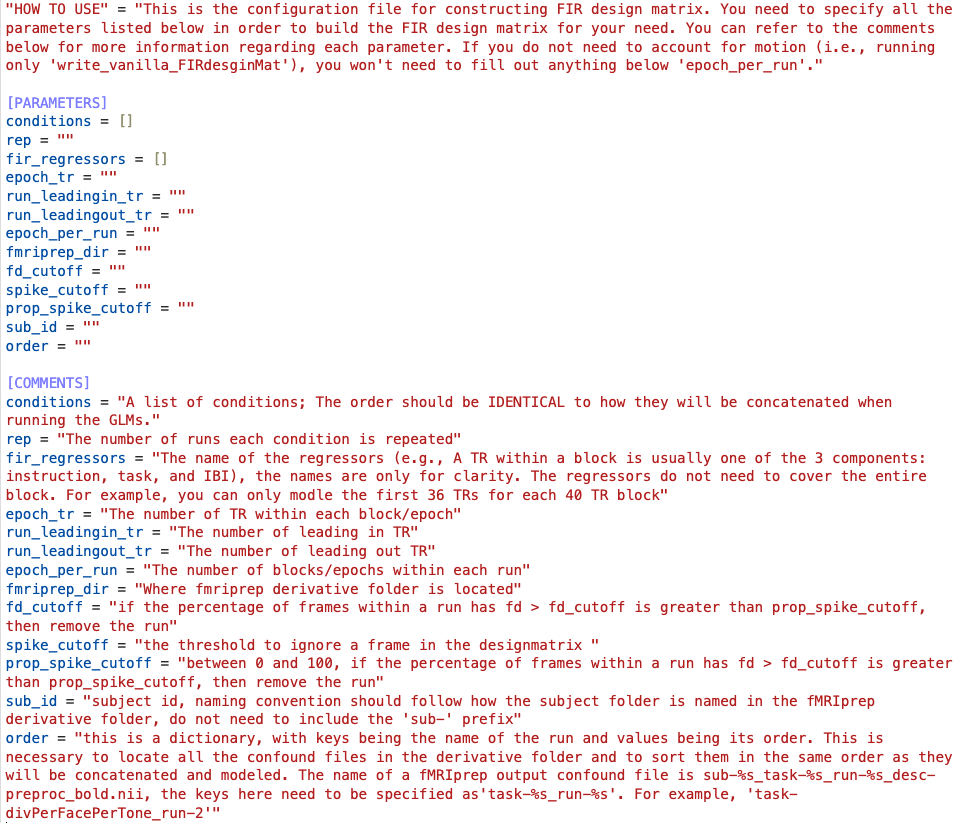 "HOW TO USE" = "This is the configuration file for constructing FIR design matrix. You need to specify all the
parameters listed below in order to build the FIR design matrix for your need. You can refer to the comments
below for more information regarding each parameter. If you do not need to account for motion (i.e., running
only 'write_vanilla_FIRdesginMat'), you won't need to fill out anything below 'epoch_per_run'."
[PARAMETERS]
conditions = []
rep = ""
fir_regressors = []
epoch_tr = ""
run_leadingin_tr = ""
run_leadingout_tr = ""
epoch_per_run = ""
fmriprep_dir = ""
fd_cutoff = ""
spike_cutoff = ""
prop_spike_cutoff = ""
sub_id = ""
order = ""
[COMMENTS]
conditions = "A list of conditions; The order should be IDENTICAL to how they will be concatenated when
running the GLMs."
rep = "The number of runs each condition is repeated"
fir_regressors = "The name of the regressors (e.g., A TR within a block is usually one of the 3 components:
instruction, task, and IBI), the names are only for clarity. The regressors do not need to cover the entire
block. For example, you can only modle the first 36 TRs for each 40 TR block"
epoch_tr = "The number of TR within each block/epoch"
run_leadingin_tr = "The number of leading in TR"
run_leadingout_tr = "The number of leading out TR"
epoch_per_run = "The number of blocks/epochs within each run"
fmriprep_dir = "Where fmriprep derivative folder is located"
fd_cutoff = "if the percentage of frames within a run has fd > fd_cutoff is greater than prop_spike_cutoff,
then remove the run"
spike_cutoff = "the threshold to ignore a frame in the designmatrix "
prop_spike_cutoff = "between 0 and 100, if the percentage of frames within a run has fd > fd_cutoff is greater
than prop_spike_cutoff, then remove the run"
sub_id = "subject id, naming convention should follow how the subject folder is named in the fMRIprep
derivative folder, do not need to include the 'sub-' prefix"
order = "this is a dictionary, with keys being the name of the run and values being its order. This is
necessary to locate all the confound files in the derivative folder and to sort them in the same order as they
will be concatenated and modeled. The name of a fMRIprep output confound file is sub-%s_task-%s_run-%s_desc-
preproc_bold.nii, the keys here need to be specified as'task-%s_run-%s'. For example, 'task-
divPerFacePerTone_run-2'"